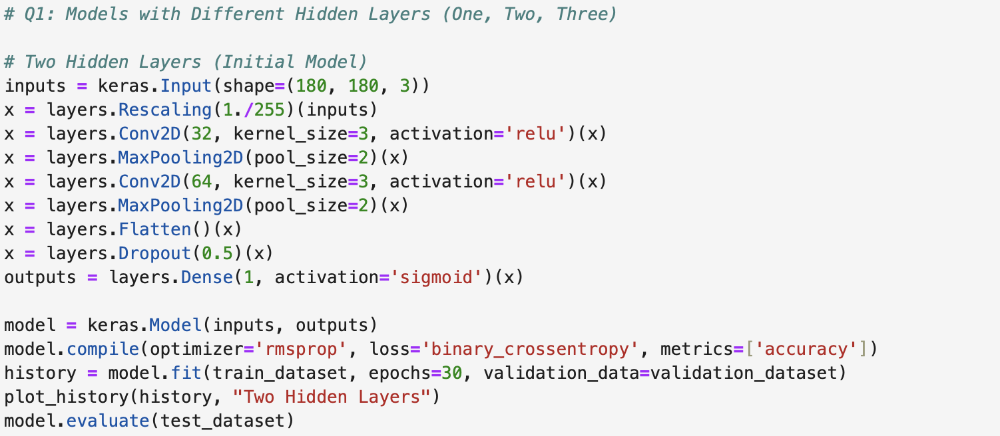 # Q1: Models with Different Hidden Layers (One, Two, Three)
# Two Hidden Layers (Initial Model)
inputs = keras.Input(shape=(180, 180, 3))
x = layers.Rescaling(1./255)(inputs)
x = layers.Conv2D(32, kernel_size=3, activation='relu')(x)
x = layers.MaxPooling2D(pool_size=2)(x)
x = layers.Conv2D(64, kernel_size=3, activation='relu')(x)
x = layers.MaxPooling2D(pool_size=2)(x)
x = layers.Flatten()(x)
x = layers.Dropout(0.5)(x)
outputs = layers.Dense(1, activation='sigmoid')(x)
model = keras.Model(inputs, outputs)
model.compile(optimizer='rmsprop', loss='binary_crossentropy', metrics=['accuracy'])
history = model.fit(train_dataset, epochs=30, validation_data=validation_dataset)
plot_history(history, "Two Hidden Layers")
model.evaluate(test_dataset)